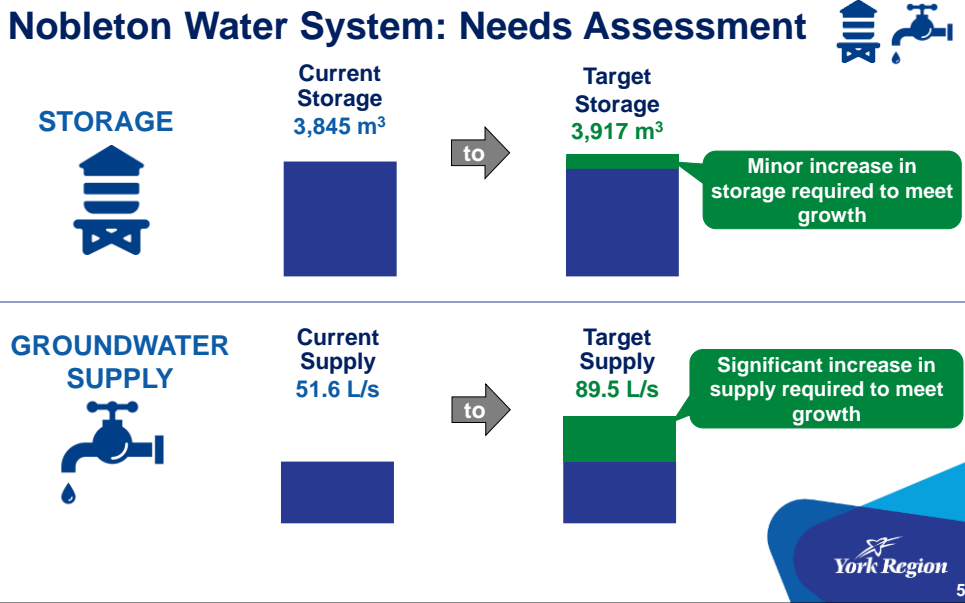 Nobleton Water System: Needs Assessment
STORAGE
Current
Storage
3,845 m³
to
Target
Storage
3,917 m³
Minor increase in
storage required to meet
growth
GROUNDWATER
SUPPLY
Current
Supply
51.6 L/s
to
Target
Supply
89.5 L/s
Significant increase in
supply required to meet
growth
York Region
5